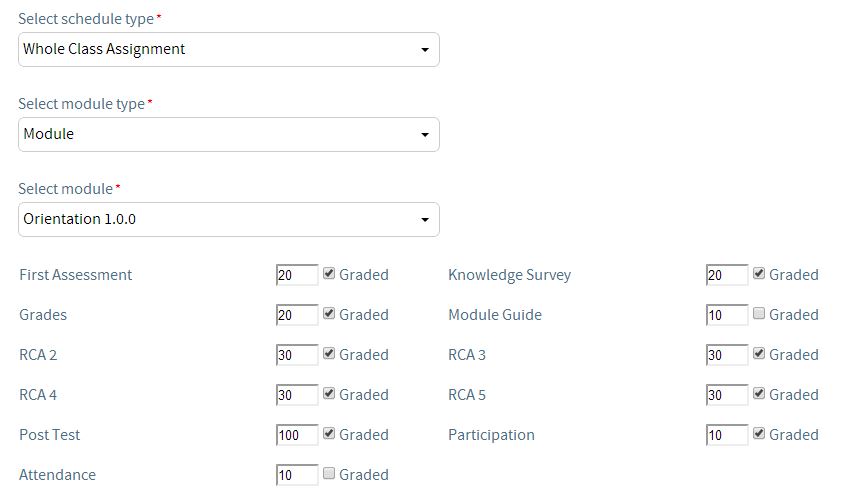 Select schedule type*
Whole Class Assignment
Select module type*
Module
Select module*
Orientation 1.0.0
First Assessment 20 Graded Knowledge Survey 20 Graded
Grades 20 Graded Module Guide 10 Graded
RCA 2 30 Graded RCA 3 30 Graded
RCA 4 30 Graded RCA 5 30 Graded
Post Test 100 Graded Participation 10 Graded
Attendance 10 Graded